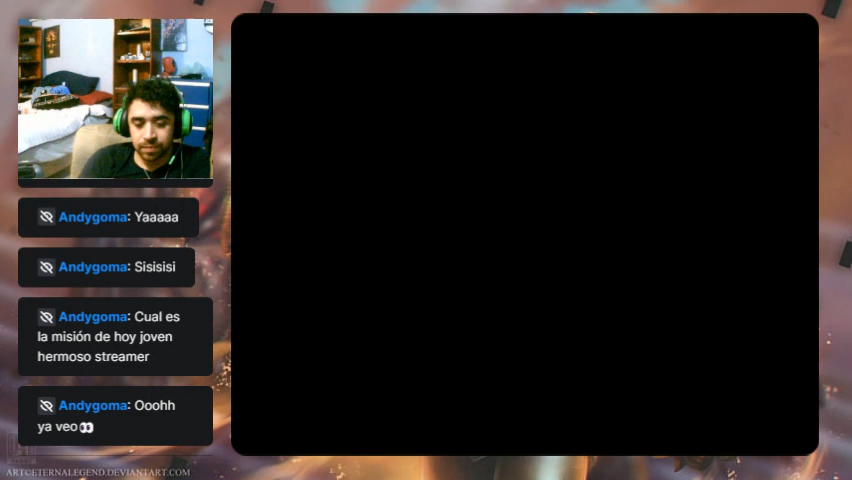 Andygoma: Yaaaaa
Andygoma: Sisisisi
Andygoma: Cual es
la misión de hoy joven
hermoso streamer
Andygoma: Ooohh
ya veo👀
ARTCETERNALEGEND.DEVIANTART.COM